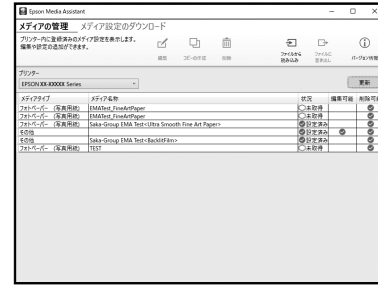 Epson Media Assistant
メディアの管理 メディア設定のダウンロード
プリンター内に登録済みのメディア設定を表示します。
編集や設定の追加ができます。
編集 コピーの作成 削除 ファイルから
読み込み ファイルに
書き出し バージョン情報
プリンター
EPSON XX-XXXXX Series 更新
メディアタイプ メディア名称 状況 編集可能 削除可
フォトペーパー (写真用紙) EMATest_FineArtPaper 未取得
フォトペーパー (写真用紙) EMATest_FineArtPaper 未取得
フォトペーパー (写真用紙) Saka-Group EMA Test<Ultra Smooth Fine Art Paper> 設定済み
その他 設定済み
その他 Saka-Group EMA Test<BacklitFilm> 設定済み
フォトペーパー (写真用紙) TEST 未取得